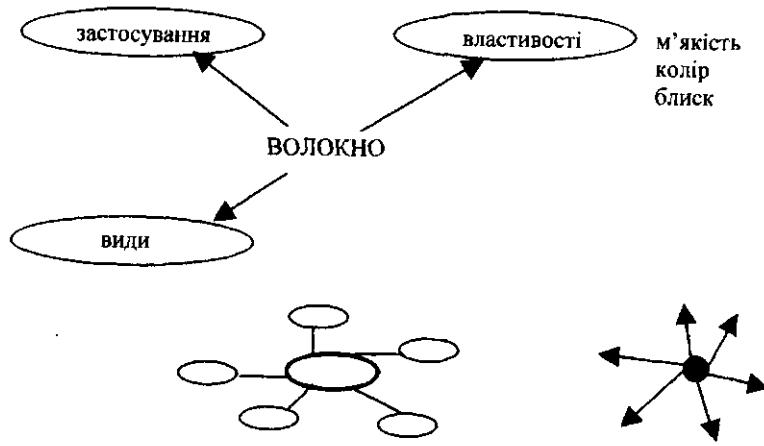 застосування
властивості
м’якість
колір
блиск
ВОЛОКНО
види